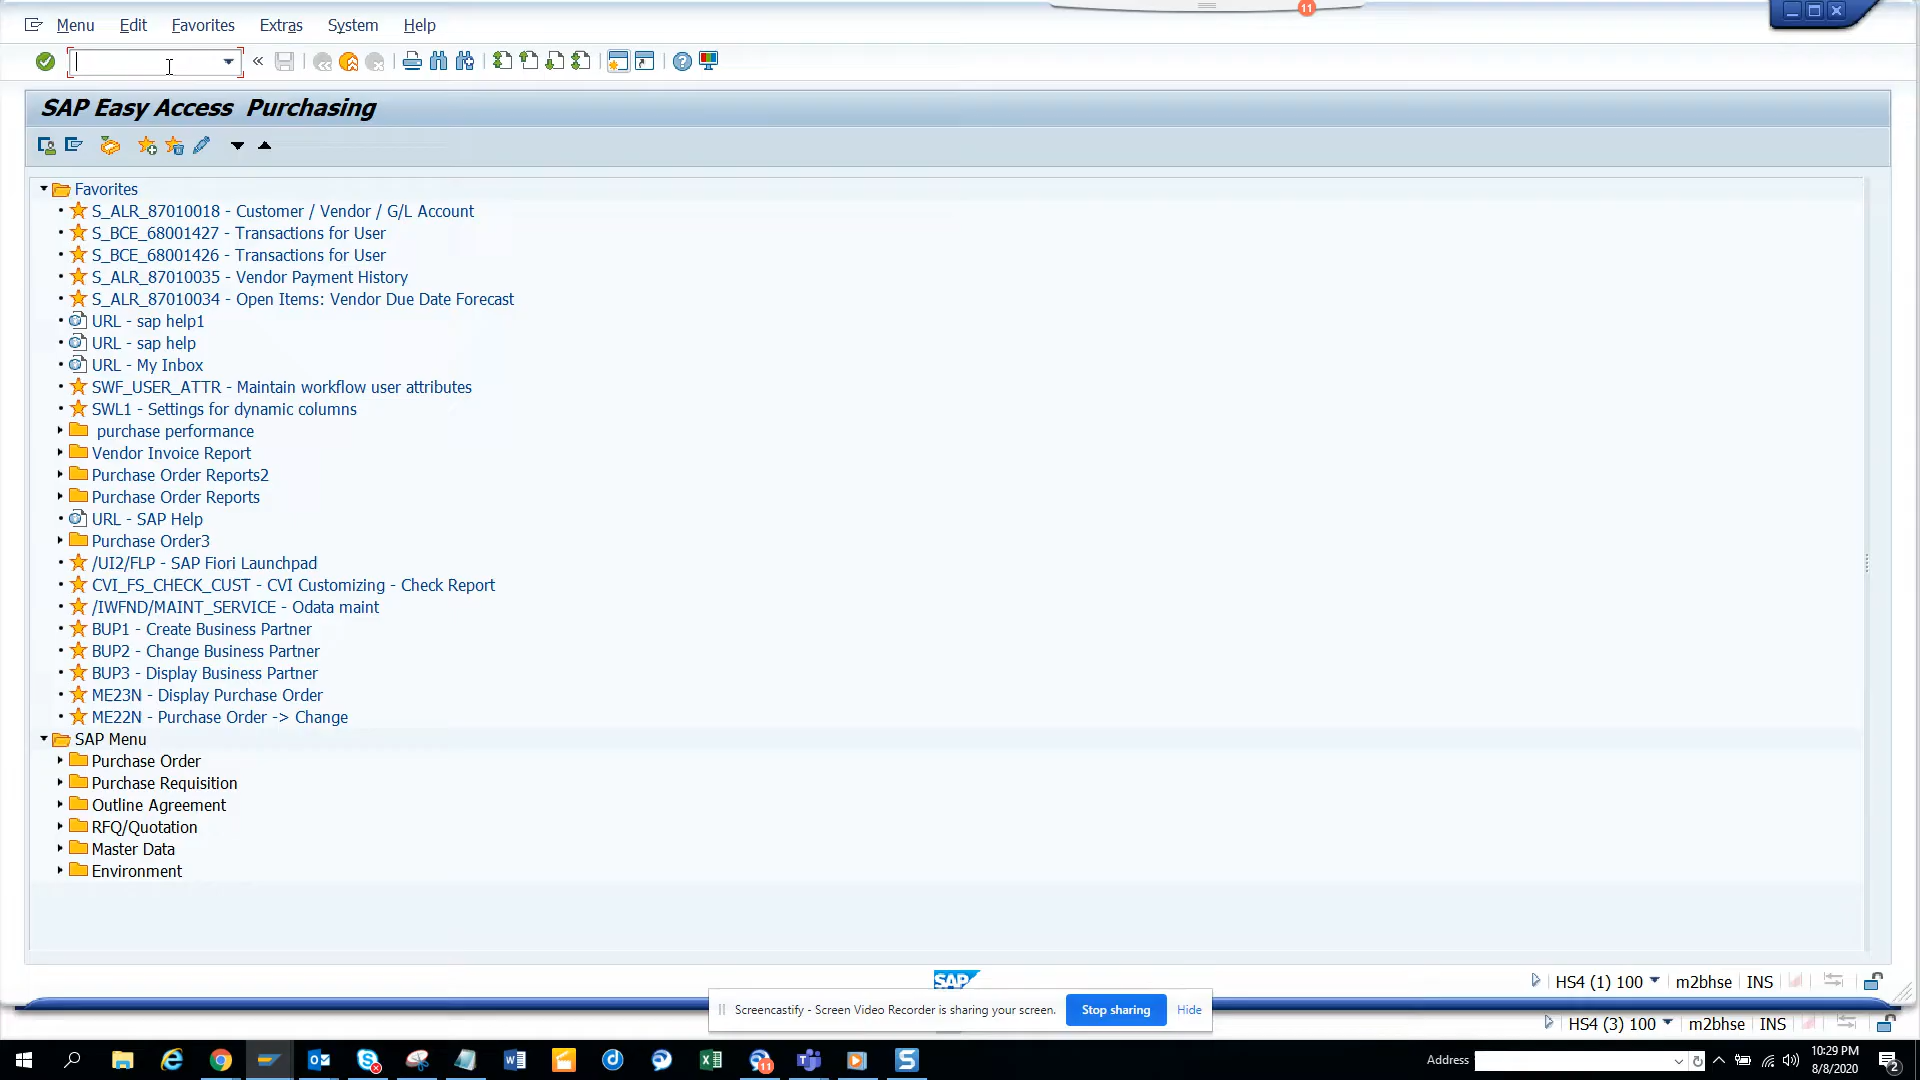 11
Menu Edit Favorites Extras System Help
SAP Easy Access Purchasing
Favorites
S_ALR_87010018 - Customer / Vendor / G/L Account
S_BCE_68001427 - Transactions for User
S_BCE_68001426 - Transactions for User
S_ALR_87010035 - Vendor Payment History
S_ALR_87010034 - Open Items: Vendor Due Date Forecast
URL - sap help1
URL - sap help
URL - My Inbox
SWF_USER_ATTR - Maintain workflow user attributes
SWL1 - Settings for dynamic columns
purchase performance
Vendor Invoice Report
Purchase Order Reports2
Purchase Order Reports
URL - SAP Help
Purchase Order3
/UI2/FLP - SAP Fiori Launchpad
CVI_FS_CHECK_CUST - CVI Customizing - Check Report
/IWFND/MAINT_SERVICE - Odata maint
BUP1 - Create Business Partner
BUP2 - Change Business Partner
BUP3 - Display Business Partner
ME23N - Display Purchase Order
ME22N - Purchase Order -> Change
SAP Menu
Purchase Order
Purchase Requisition
Outline Agreement
RFQ/Quotation
Master Data
Environment
SAP
HS4 (1) 100 m2bhse INS
Screencastify - Screen Video Recorder is sharing your screen. Stop sharing Hide
HS4 (3) 100 m2bhse INS
11
Address
10:29 PM
8/8/2020
2